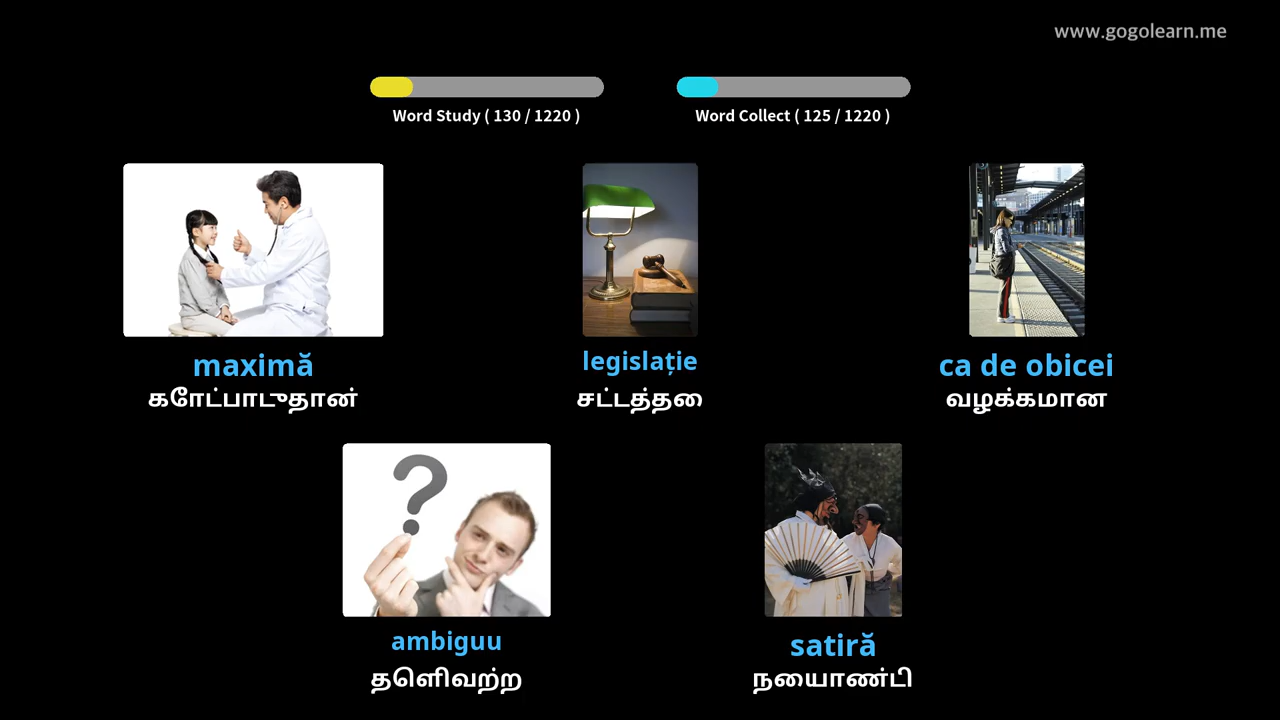 www.gogolearn.me
Word Study ( 130 / 1220 )
Word Collect ( 125 / 1220 )
maximă
கோட்பாடுதான்
legislație
சட்டத்தை
ca de obicei
வழக்கமான
ambiguu
தெளிவற்ற
satiră
நையாண்டி